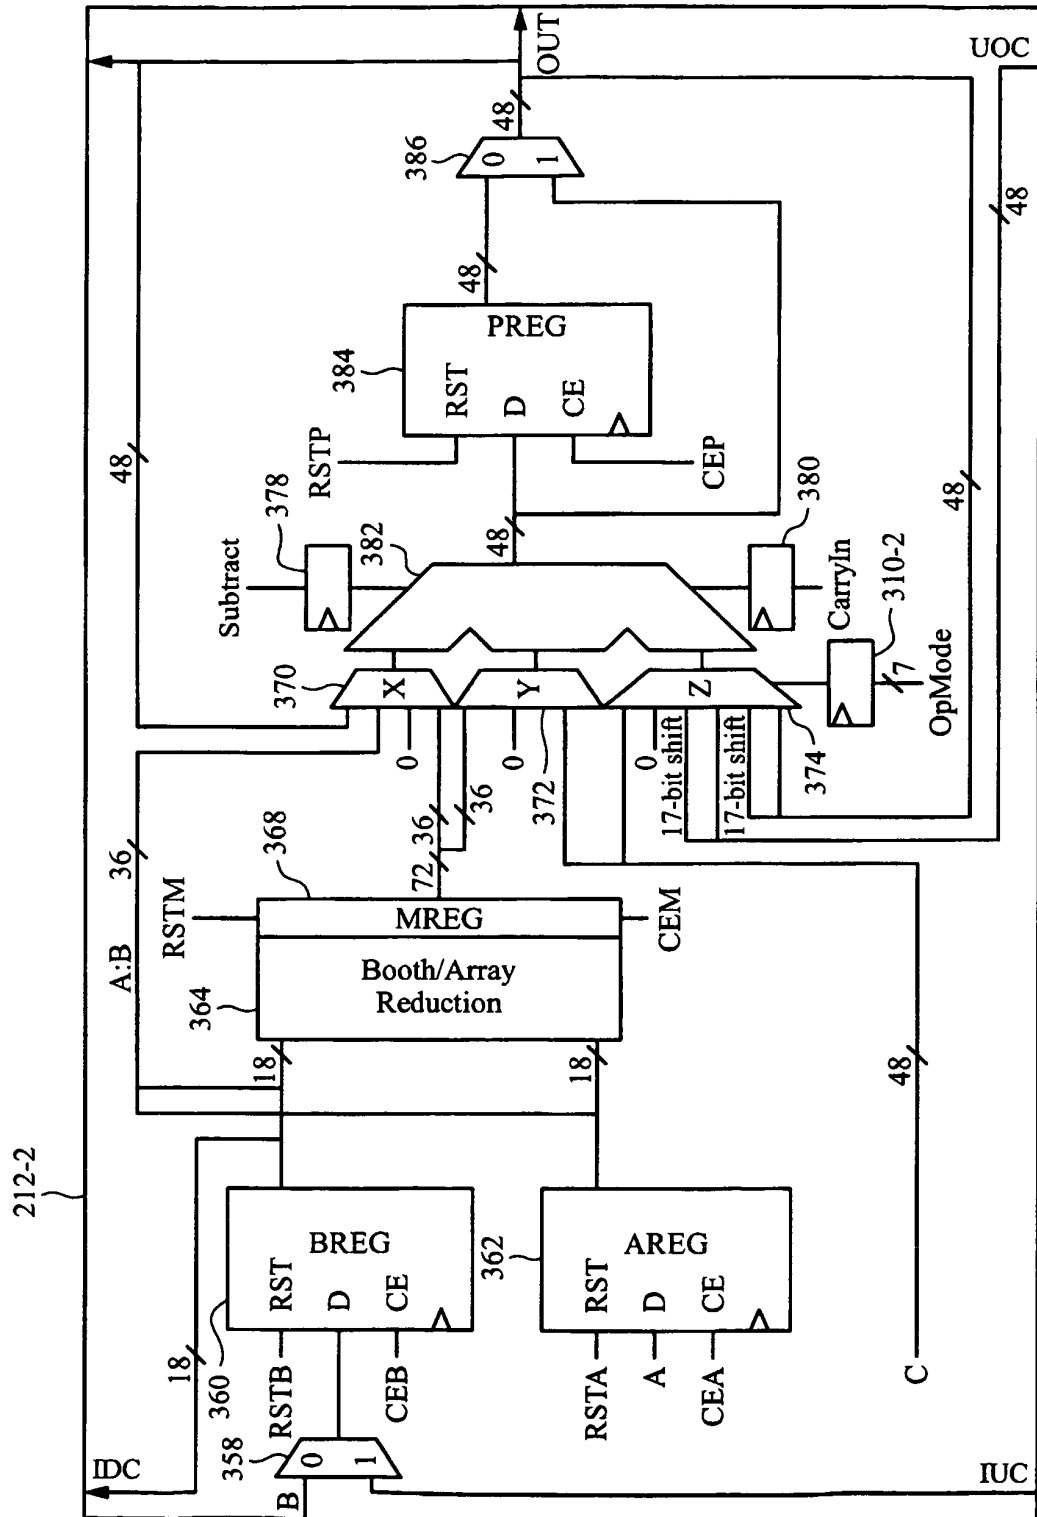 212-2
IDC
B
358
0
1
IUC
18
360
RSTB
CEB
RST
D
CE
BREG
362
RSTA
A
CEA
RST
D
CE
AREG
C
18
18
A:B
36
364
Booth/Array
Reduction
MREG
368
RSTM
CEM
72
36
36
48
48
0
0
0
17-bit shift
17-bit shift
370
X
372
Y
374
Z
OpMode
7
310-2
Subtract
378
382
CarryIn
380
48
48
RSTP
CEP
384
RST
D
CE
PREG
48
386
0
1
48
48
OUT
UOC